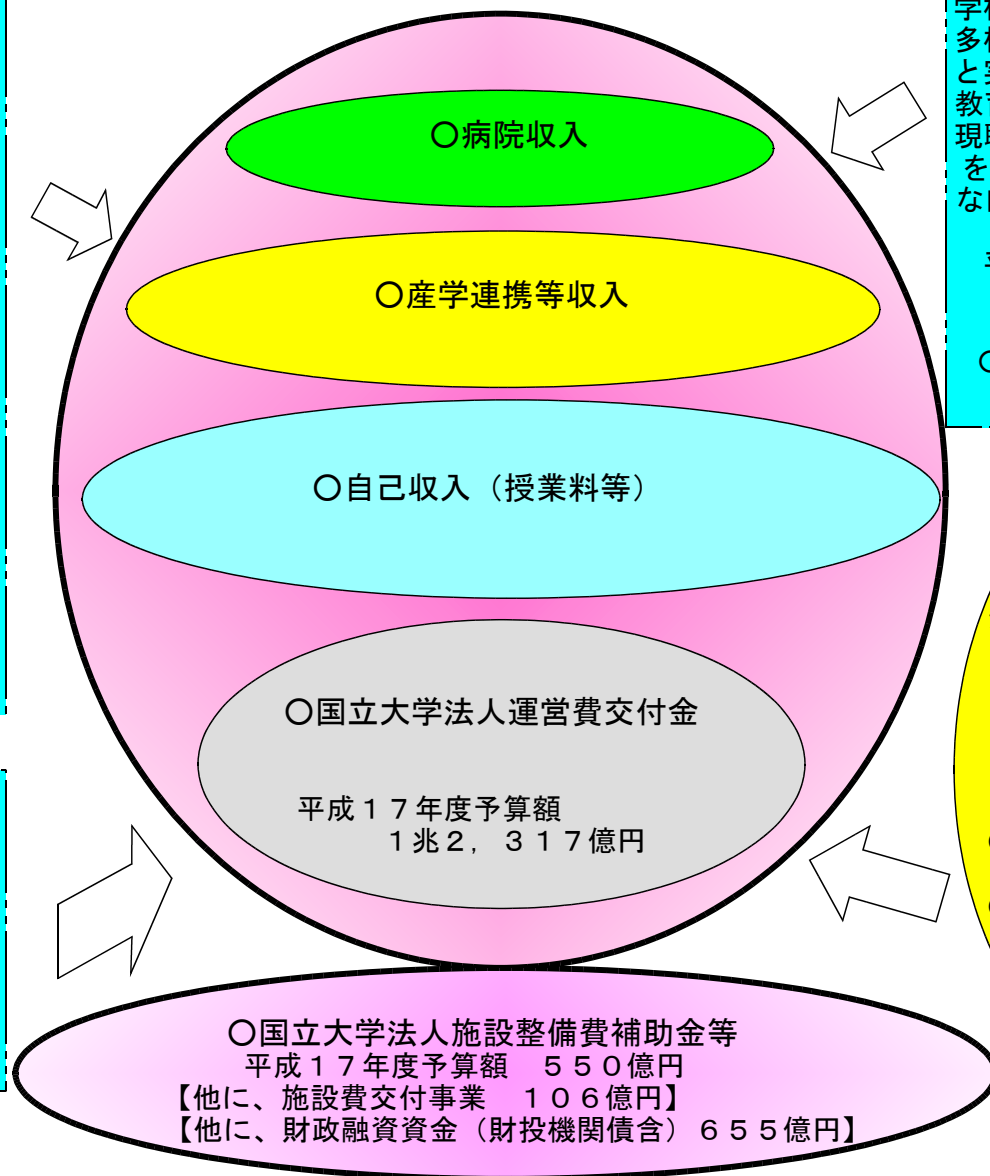 〇病院収入
〇産学連携等収入
〇自己収入（授業料等）
〇国立大学法人運営費交付金
平成１７年度予算額
１兆２，３１７億円
〇国立大学法人施設整備費補助金等
平成１７年度予算額　５５０億円
【他に、施設費交付事業　１０６億円】
【他に、財政融資資金（財投機関債含）６５５億円】